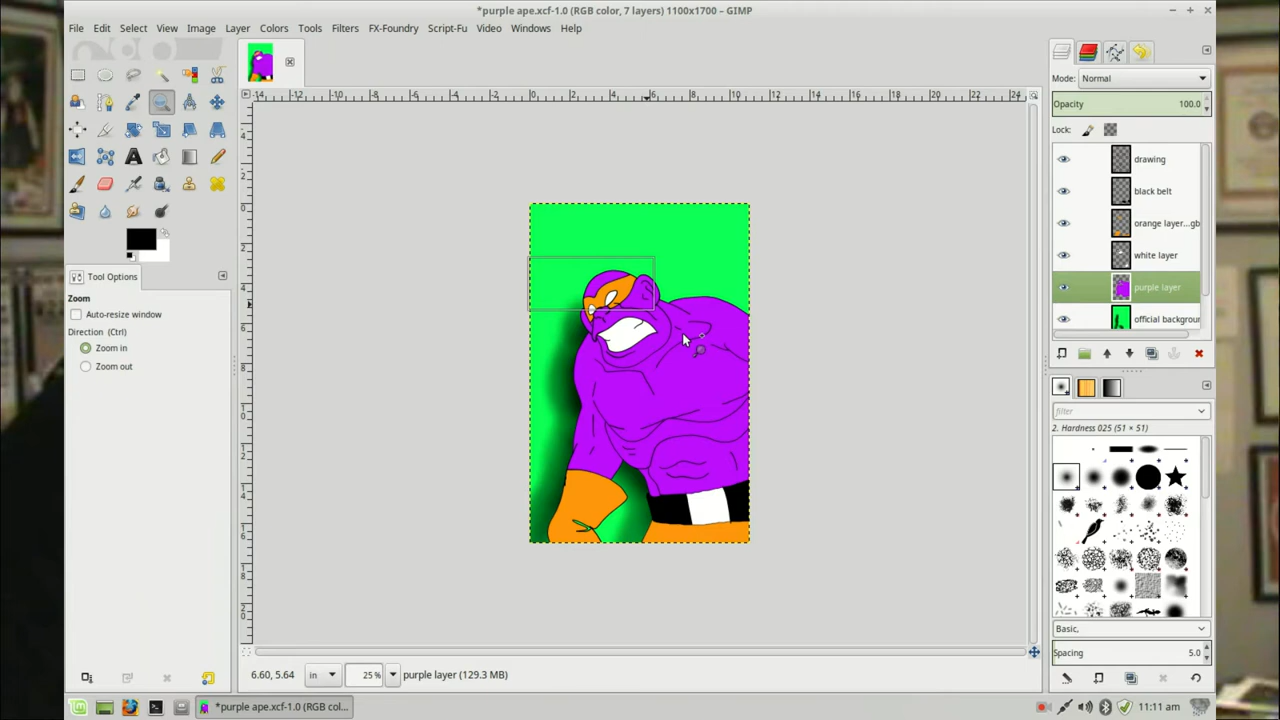 *purple ape.xcf-1.0 (RGB color, 7 layers) 1100x1700 – GIMP
File Edit Select View Image Layer Colors Tools Filters FX-Foundry Script-Fu Video Windows Help
Mode: Normal
Opacity 100.0
Lock:
drawing
black belt
orange layer...gb
white layer
purple layer
official backgroun
Tool Options
Zoom
Auto-resize window
Direction (Ctrl)
Zoom in
Zoom out
filter
2. Hardness 025 (51 × 51)
Basic,
Spacing 5.0
6.60, 5.64 in 25% purple layer (129.3 MB)
*purple ape.xcf-1.0 (RGB col... 11:11 am